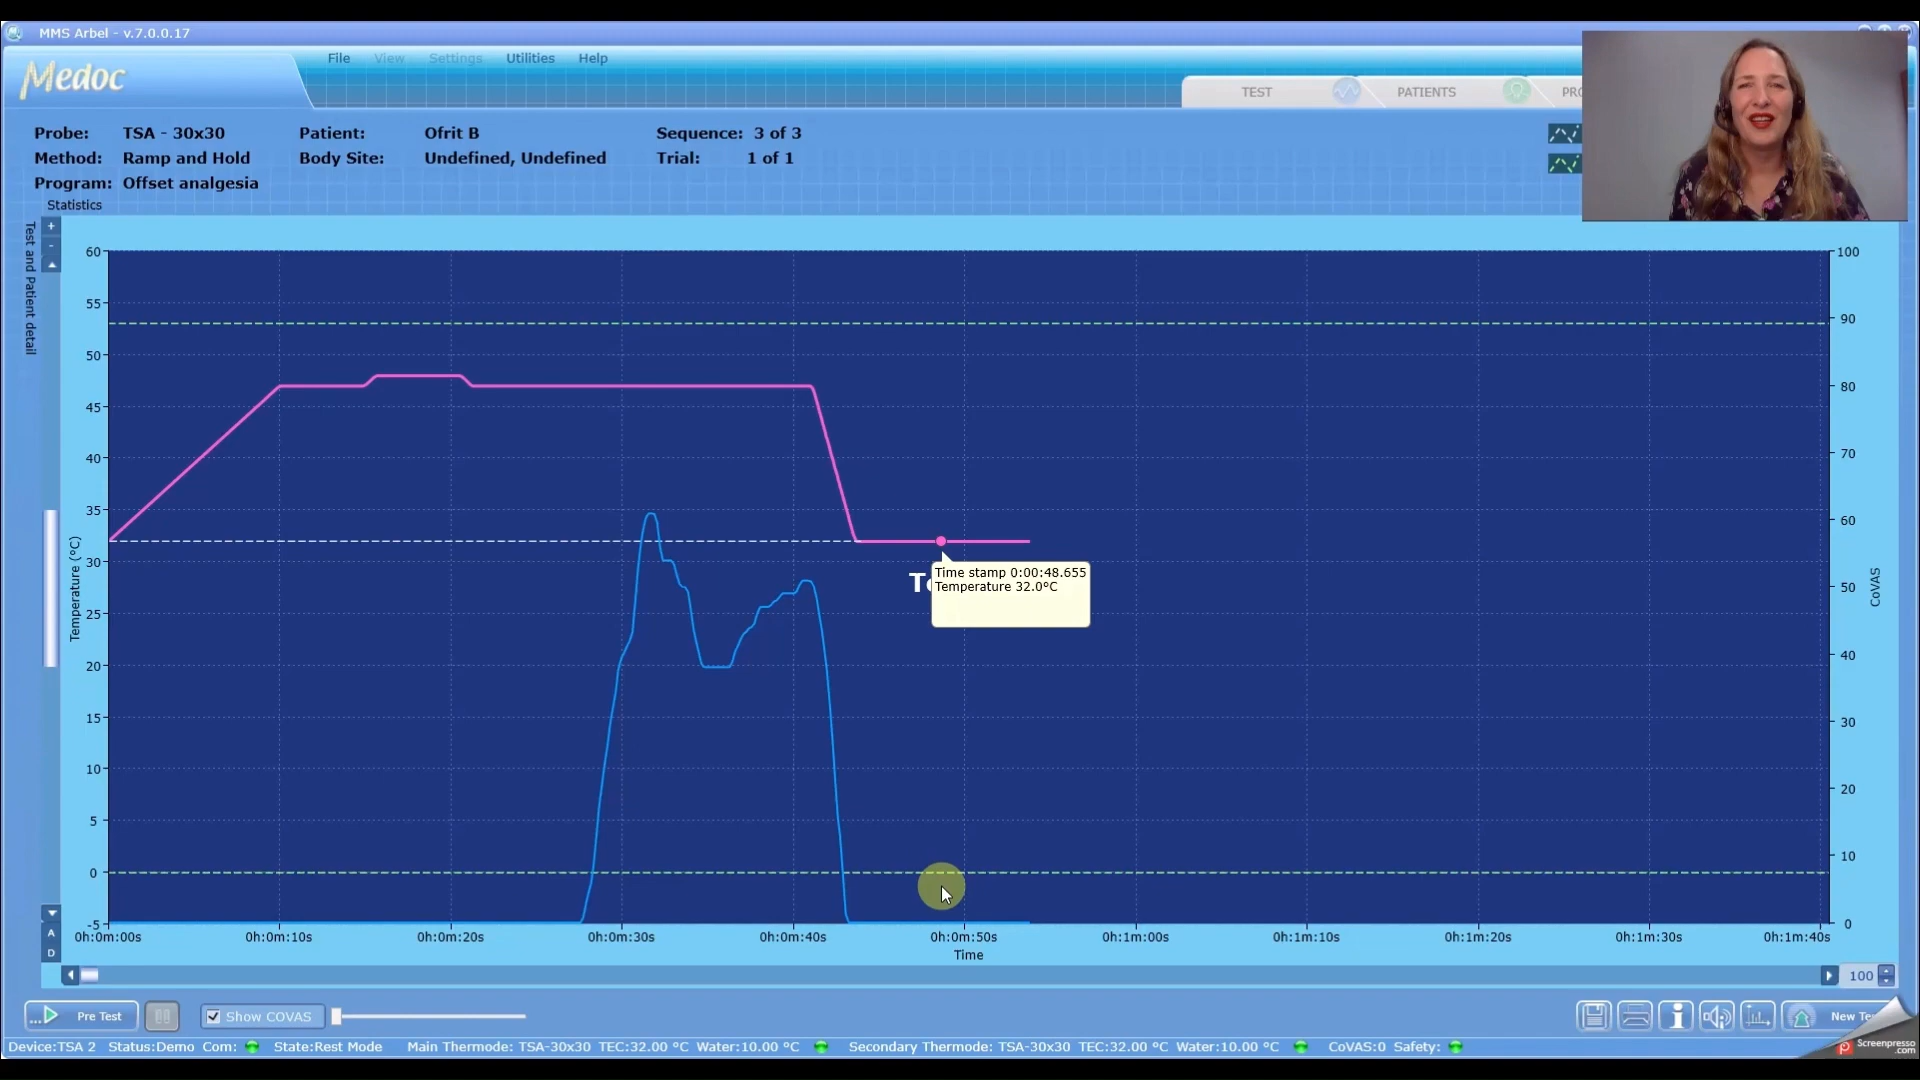 MMS Arbel - v.7.0.0.17
Medoc
File View Settings Utilities Help
TEST PATIENTS
Probe: TSA - 30x30 Patient: Ofrit B Sequence: 3 of 3
Method: Ramp and Hold Body Site: Undefined, Undefined Trial: 1 of 1
Program: Offset analgesia
Statistics
Test and Patient detail
+
-
60
55
50
45
40
35
30
25
20
15
10
5
0
-5
Temperature (°C)
100
90
80
70
60
50
40
30
20
10
0
CoVAS
Time stamp 0:00:48.655
Temperature 32.0°C
A
D
0h:0m:00s 0h:0m:10s 0h:0m:20s 0h:0m:30s 0h:0m:40s 0h:0m:50s 0h:1m:00s 0h:1m:10s 0h:1m:20s 0h:1m:30s 0h:1m:40s
Time
100
... Pre Test Show COVAS New
Device:TSA 2 Status:Demo Com: State:Rest Mode Main Thermode: TSA-30x30 TEC:32.00 °C Water:10.00 °C Secondary Thermode: TSA-30x30 TEC:32.00 °C Water:10.00 °C CoVAS:0 Safety:
Screenpresso
.com